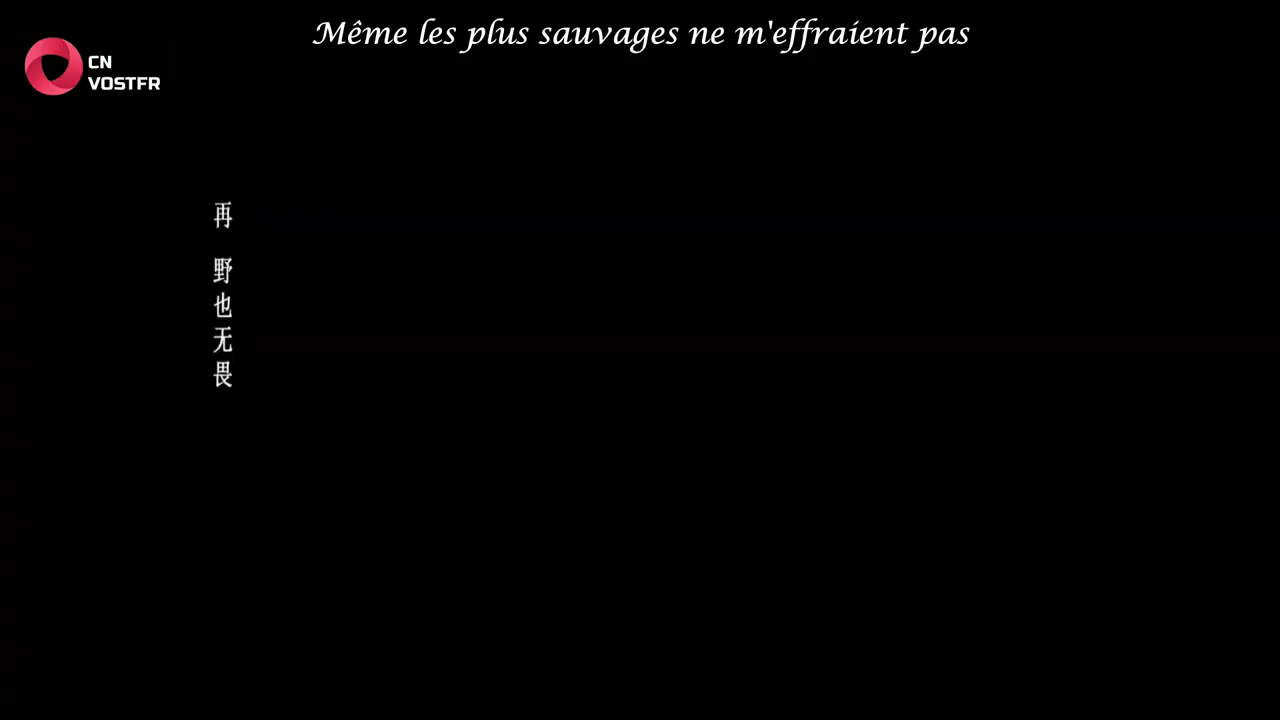 Même les plus sauvages ne m'effraient pas
CN
VOSTFR
再 野也无畏